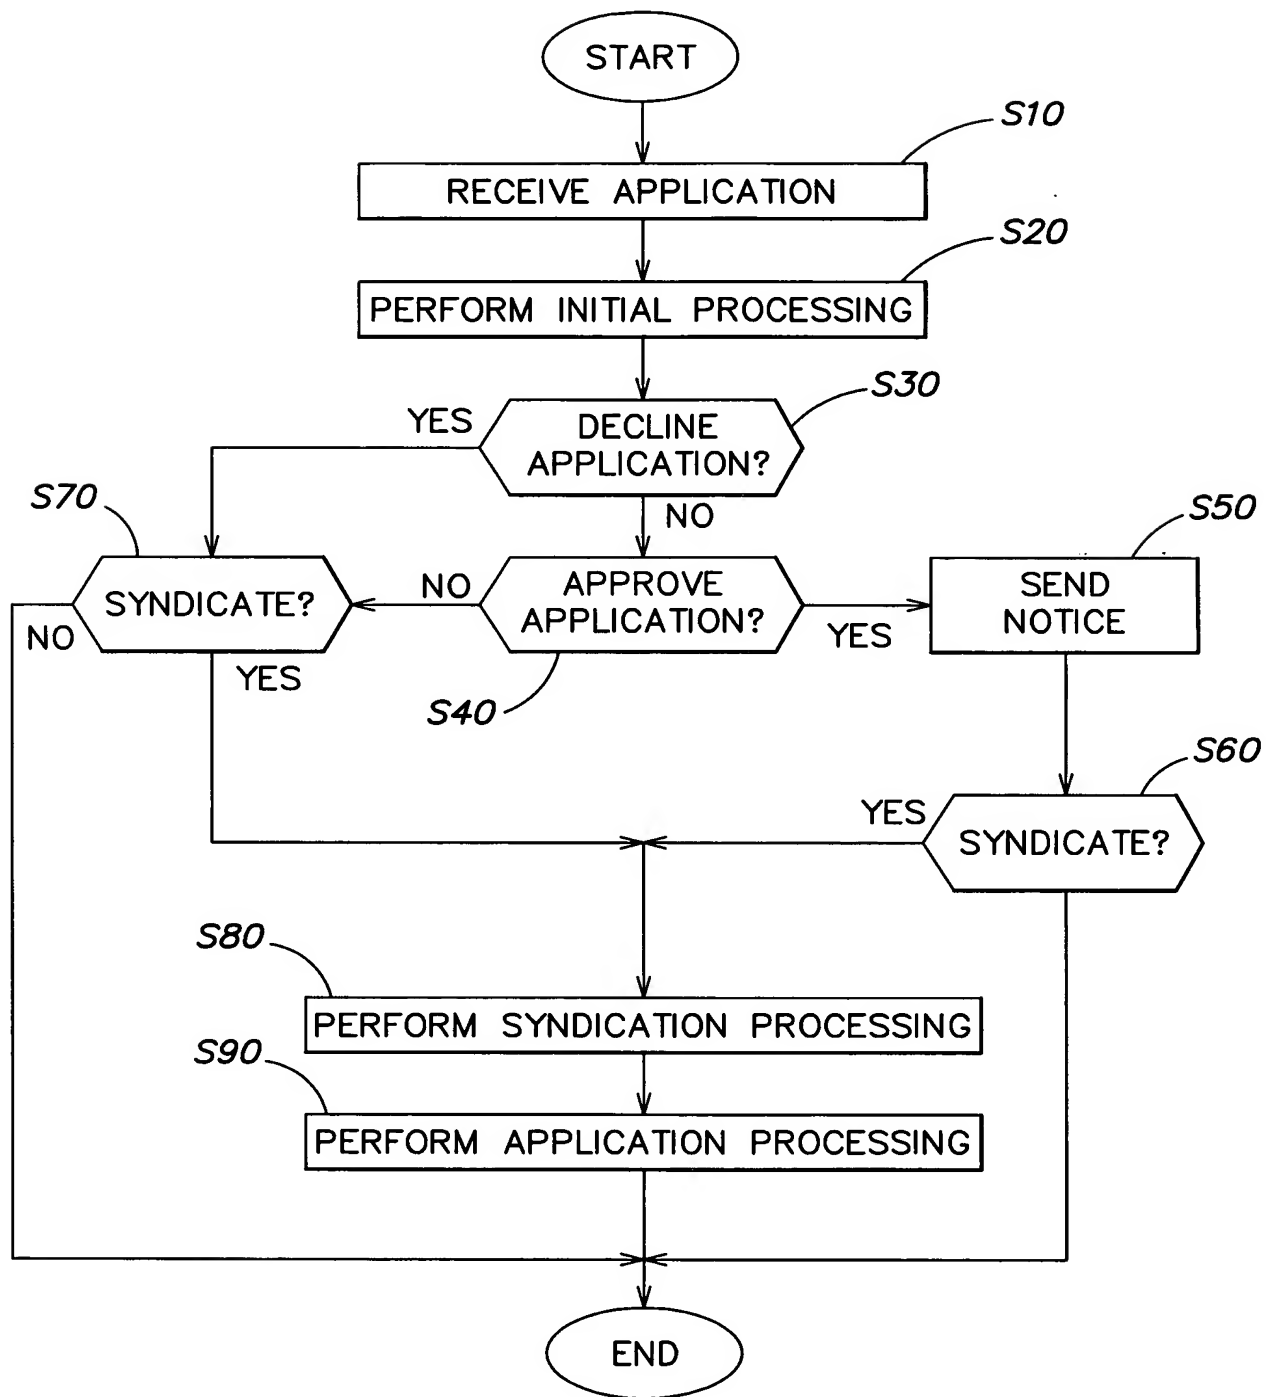 START
S10
RECEIVE APPLICATION
S20
PERFORM INITIAL PROCESSING
S30
YES
DECLINE
APPLICATION?
NO
S70
S50
SYNDICATE?
NO
APPROVE
APPLICATION?
YES
SEND
NOTICE
NO
YES
S40
S60
YES
SYNDICATE?
S80
PERFORM SYNDICATION PROCESSING
S90
PERFORM APPLICATION PROCESSING
END